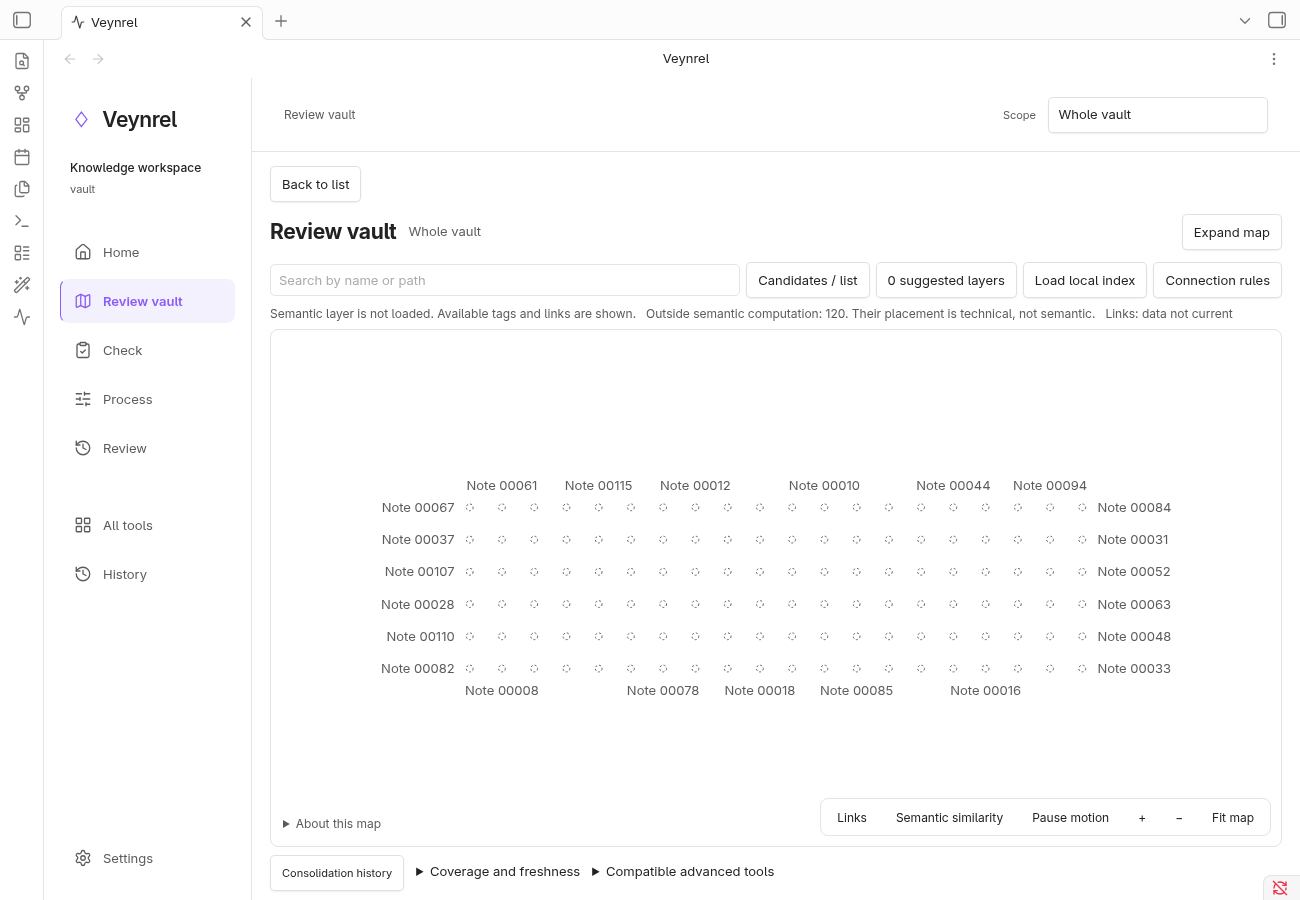 Veynrel
Veynrel
Veynrel
Knowledge workspace
vault
Home
Review vault
Check
Process
Review
All tools
History
Settings
Review vault
Scope
Whole vault
Back to list
Review vault Whole vault
Expand map
Search by name or path
Candidates / list
0 suggested layers
Load local index
Connection rules
Semantic layer is not loaded. Available tags and links are shown. Outside semantic computation: 120. Their placement is technical, not semantic. Links: data not current
Note 00061 Note 00115 Note 00012 Note 00010 Note 00044 Note 00094
Note 00067 Note 00084
Note 00037 Note 00031
Note 00107 Note 00052
Note 00028 Note 00063
Note 00110 Note 00048
Note 00082 Note 00033
Note 00008 Note 00078 Note 00018 Note 00085 Note 00016
About this map
Links Semantic similarity Pause motion + − Fit map
Consolidation history
Coverage and freshness
Compatible advanced tools